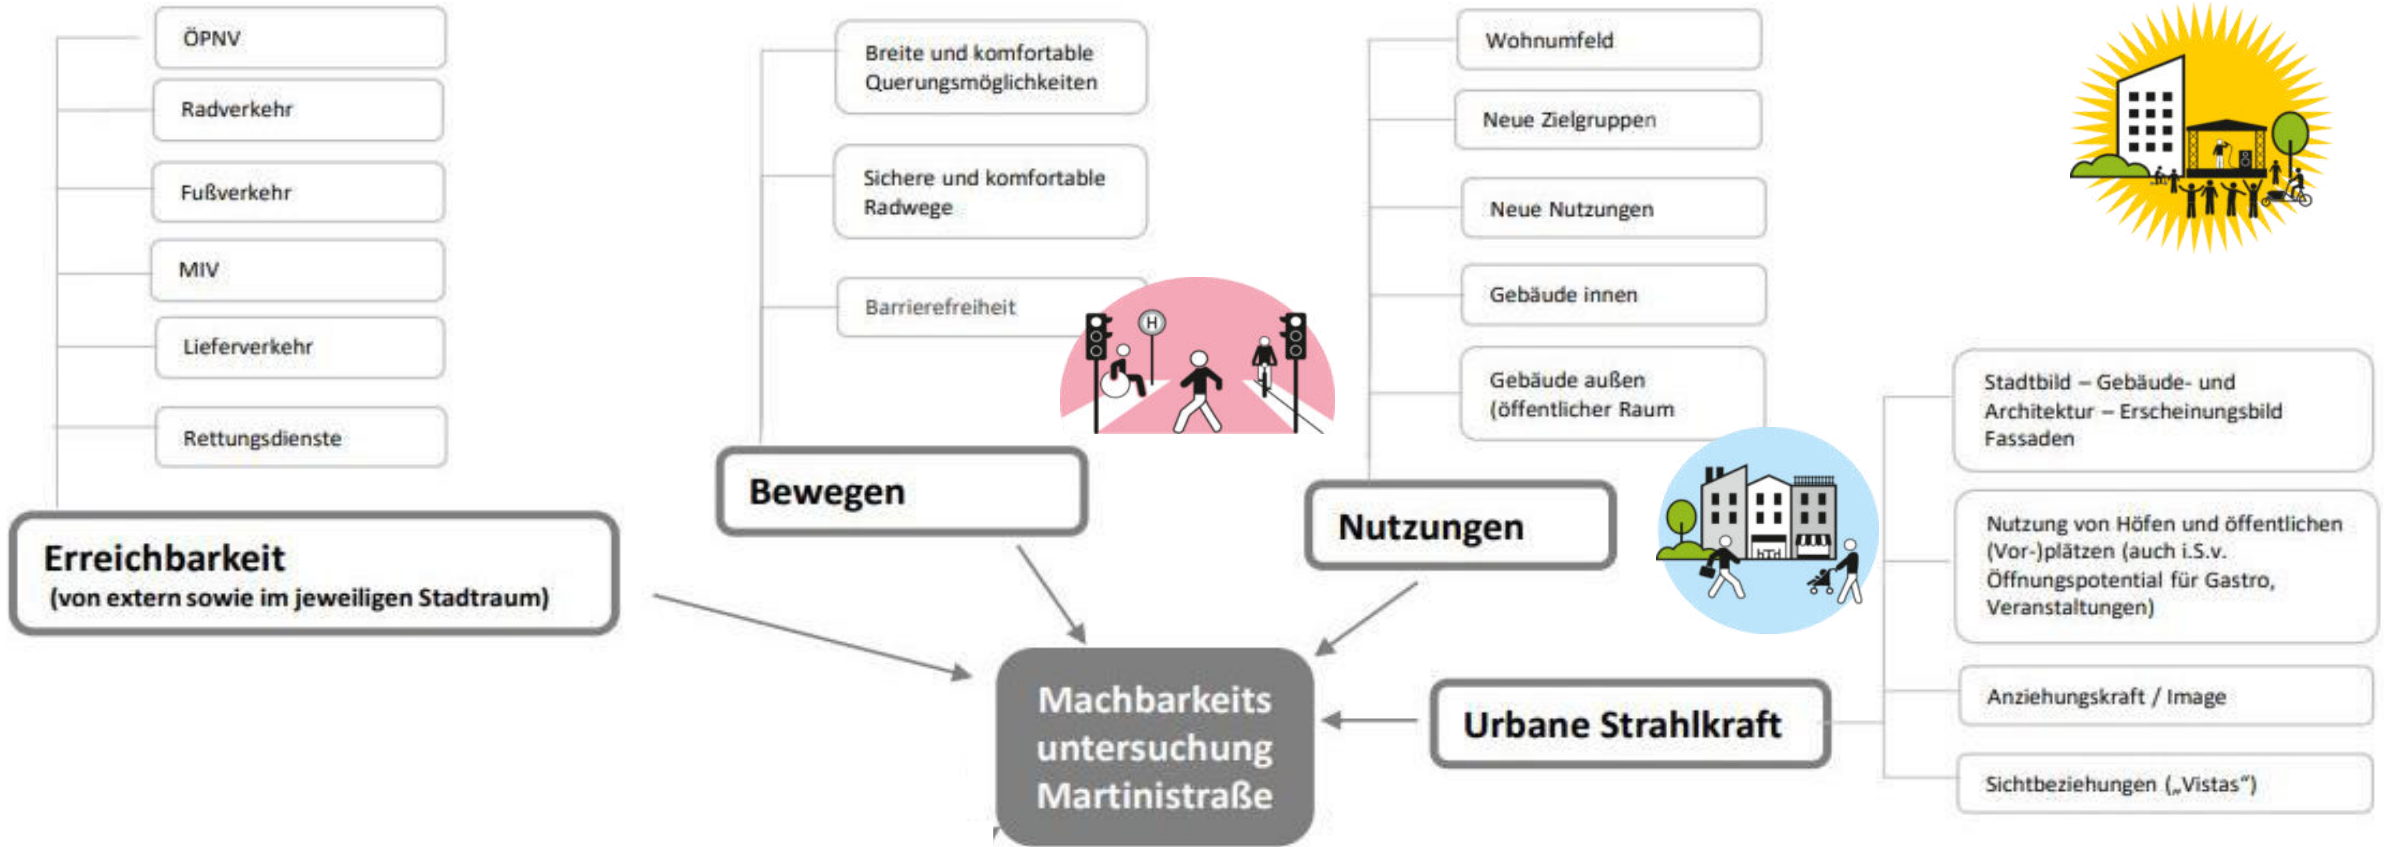 ÖPNV
Radverkehr
Fußverkehr
MIV
Lieferverkehr
Rettungsdienste
Erreichbarkeit
(von extern sowie im jeweiligen Stadtraum)
Breite und komfortable
Querungsmöglichkeiten
Sichere und komfortable
Radwege
Barrierefreiheit
H
Bewegen
Wohnumfeld
Neue Zielgruppen
Neue Nutzungen
Gebäude innen
Gebäude außen
(öffentlicher Raum
Nutzungen
Stadtbild – Gebäude- und
Architektur – Erscheinungsbild
Fassaden
Nutzung von Höfen und öffentlichen
(Vor-)plätzen (auch i.S.v.
Öffnungspotential für Gastro,
Veranstaltungen)
Anziehungskraft / Image
Sichtbeziehungen („Vistas“)
Urbane Strahlkraft
Machbarkeits
untersuchung
Martinistraße